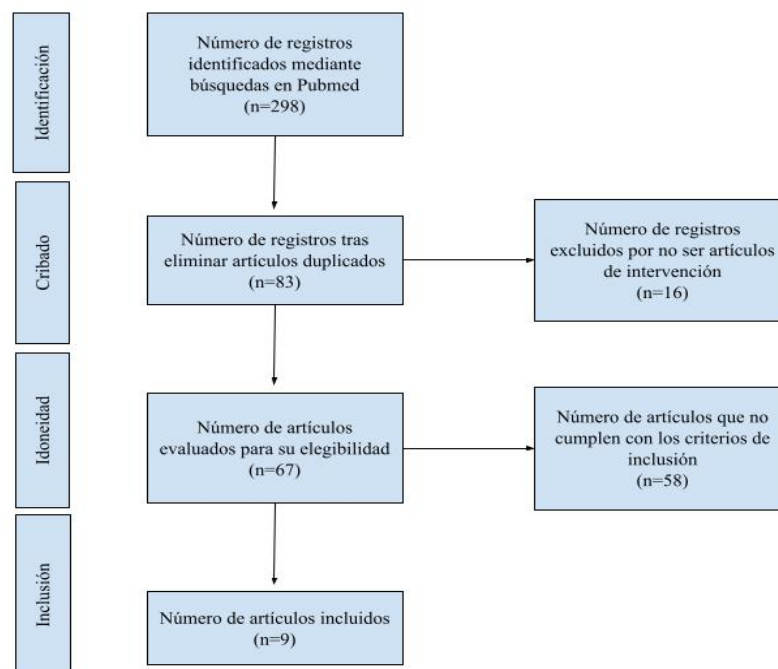 Identificación
Número de registros
identificados mediante
búsquedas en Pubmed
(n=298)
Cribado
Número de registros tras
eliminar artículos duplicados
(n=83)
Número de registros
excluidos por no ser artículos
de intervención
(n=16)
Idoneidad
Número de artículos
evaluados para su elegibilidad
(n=67)
Número de artículos que no
cumplen con los criterios de
inclusión
(n=58)
Inclusión
Número de artículos incluidos
(n=9)